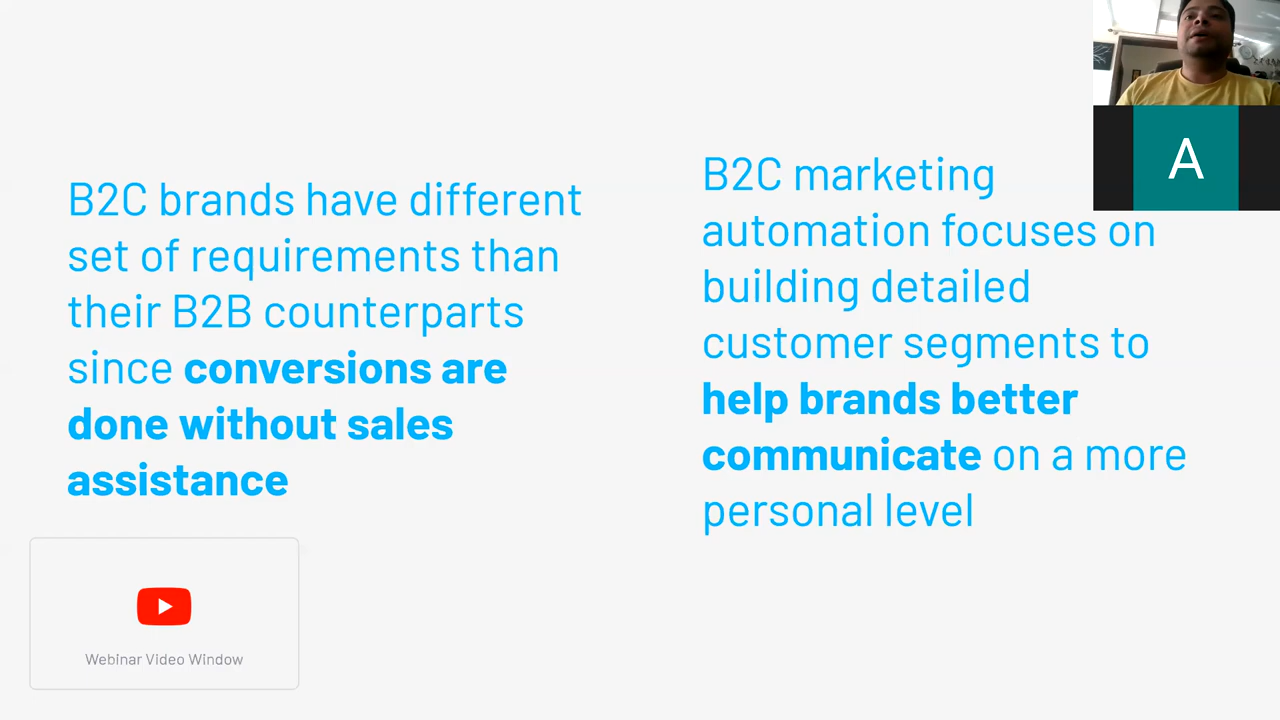 B2C brands have different
set of requirements than
their B2B counterparts
since conversions are
done without sales
assistance
B2C marketing
automation focuses on
building detailed
customer segments to
help brands better
communicate on a more
personal level
A
Webinar Video Window